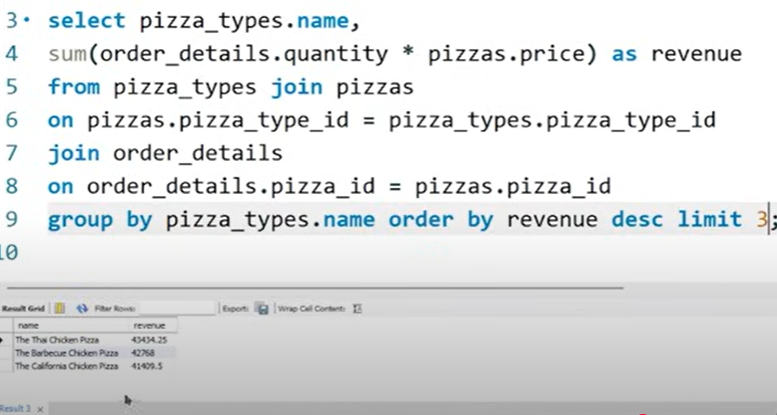 3 select pizza_types.name,
4 sum(order_details.quantity * pizzas.price) as revenue
5 from pizza_types join pizzas
6 on pizzas.pizza_type_id = pizza_types.pizza_type_id
7 join order_details
8 on order_details.pizza_id = pizzas.pizza_id
9 group by pizza_types.name order by revenue desc limit 3;
10
Result Grid Filter Rows: Export: Wrap Cell Content:
name revenue
The Thai Chicken Pizza 43434.25
The Barbecue Chicken Pizza 42768
The California Chicken Pizza 41409.5
Result 3 ×